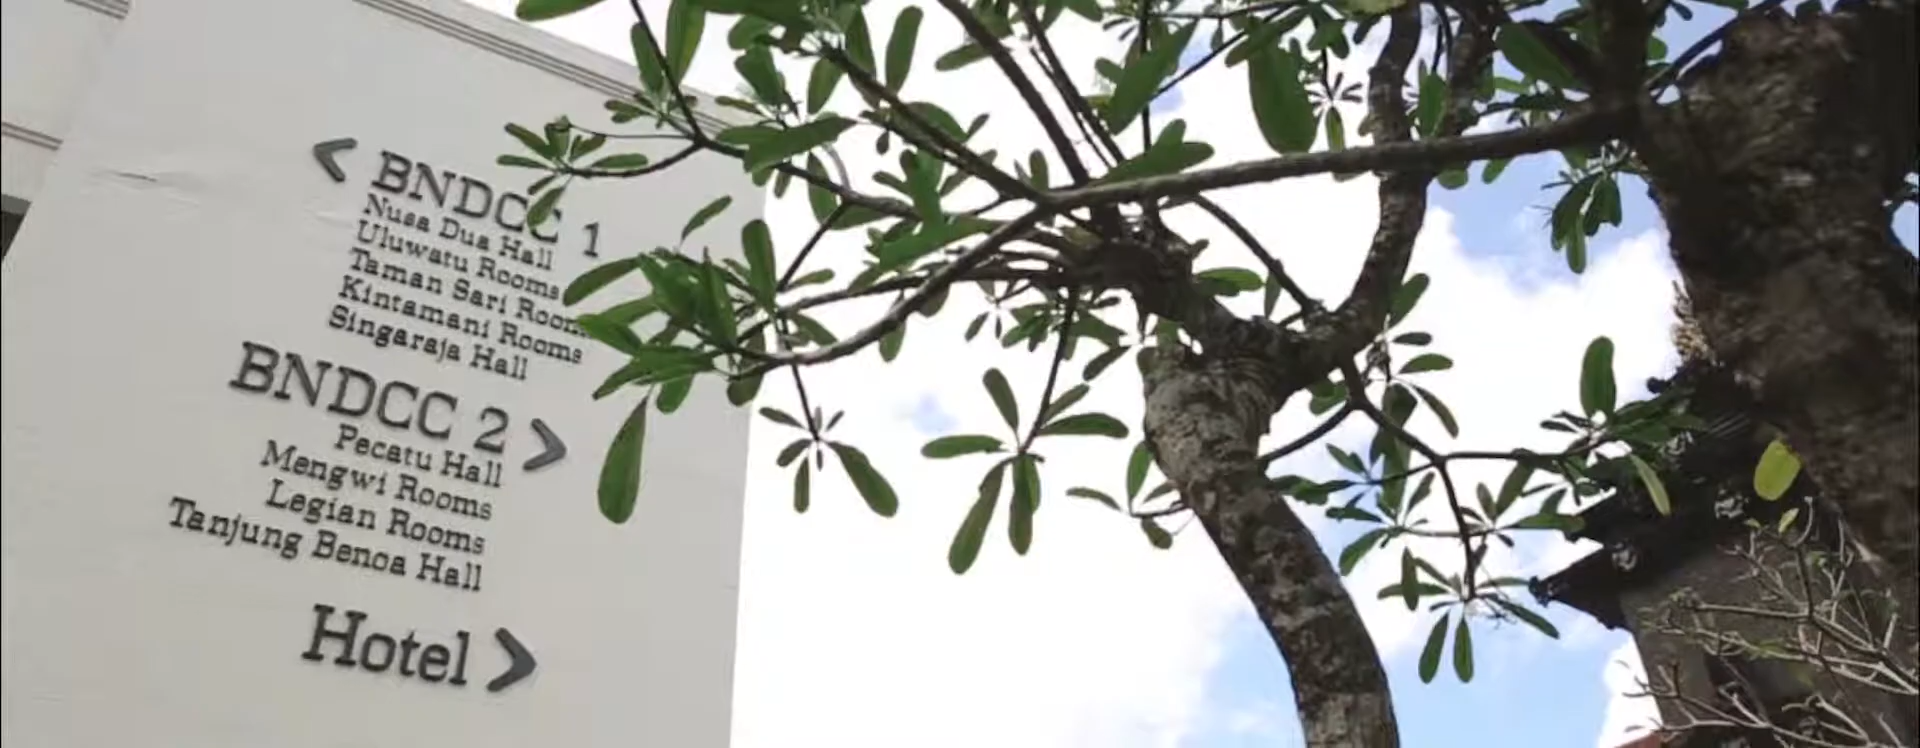 BNDCC 1
Nusa Dua Hall
Uluwatu Rooms
Taman Sari Room
Kintamani Rooms
Singaraja Hall
BNDCC 2
Pecatu Hall
Mengwi Rooms
Legian Rooms
Tanjung Benoa Hall
Hotel